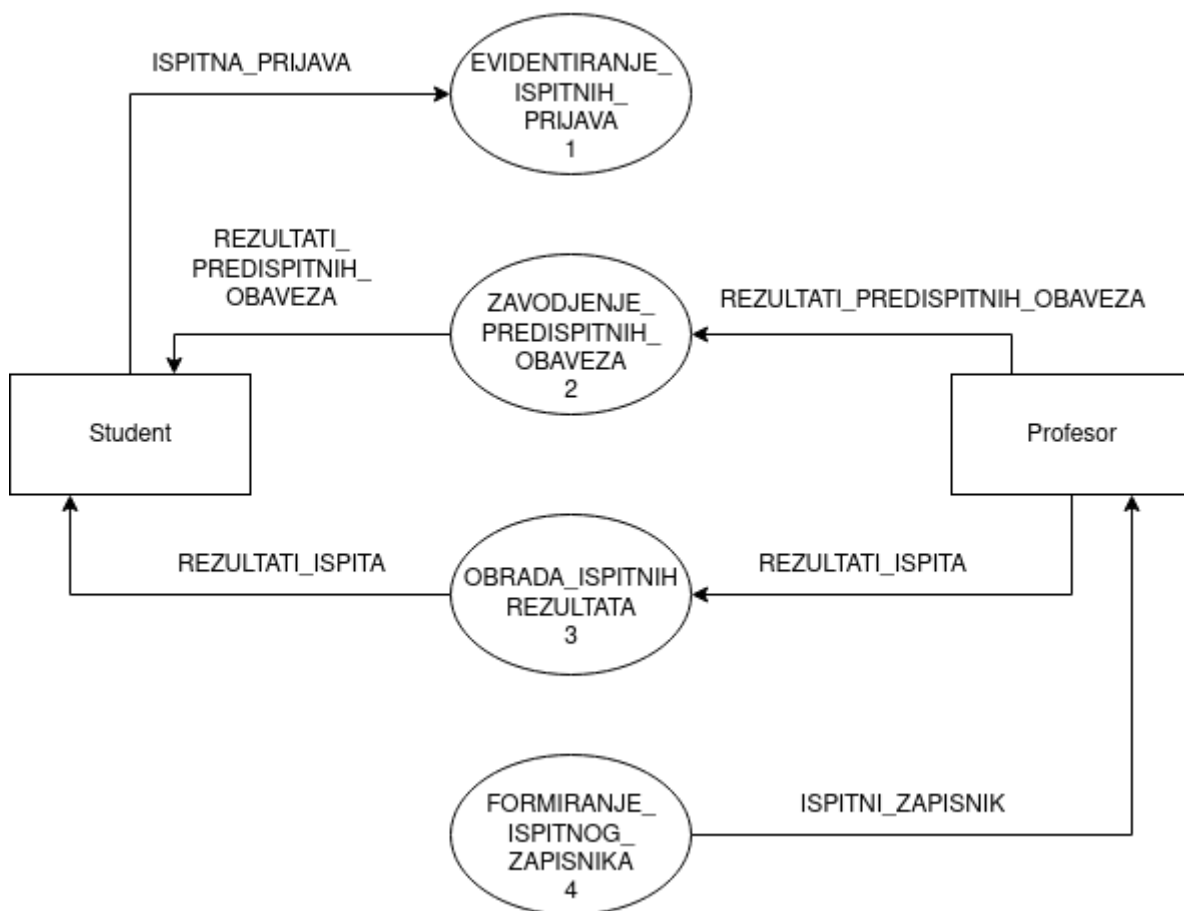 ISPITNA_PRIJAVA
EVIDENTIRANJE_
ISPITNIH_
PRIJAVA
1
REZULTATI_
PREDISPITNIH_
OBAVEZA
ZAVODJENJE_
PREDISPITNIH_
OBAVEZA
2
REZULTATI_PREDISPITNIH_OBAVEZA
Student
Profesor
REZULTATI_ISPITA
OBRADA_ISPITNIH
REZULTATA
3
REZULTATI_ISPITA
FORMIRANJE_
ISPITNOG_
ZAPISNIKA
4
ISPITNI_ZAPISNIK